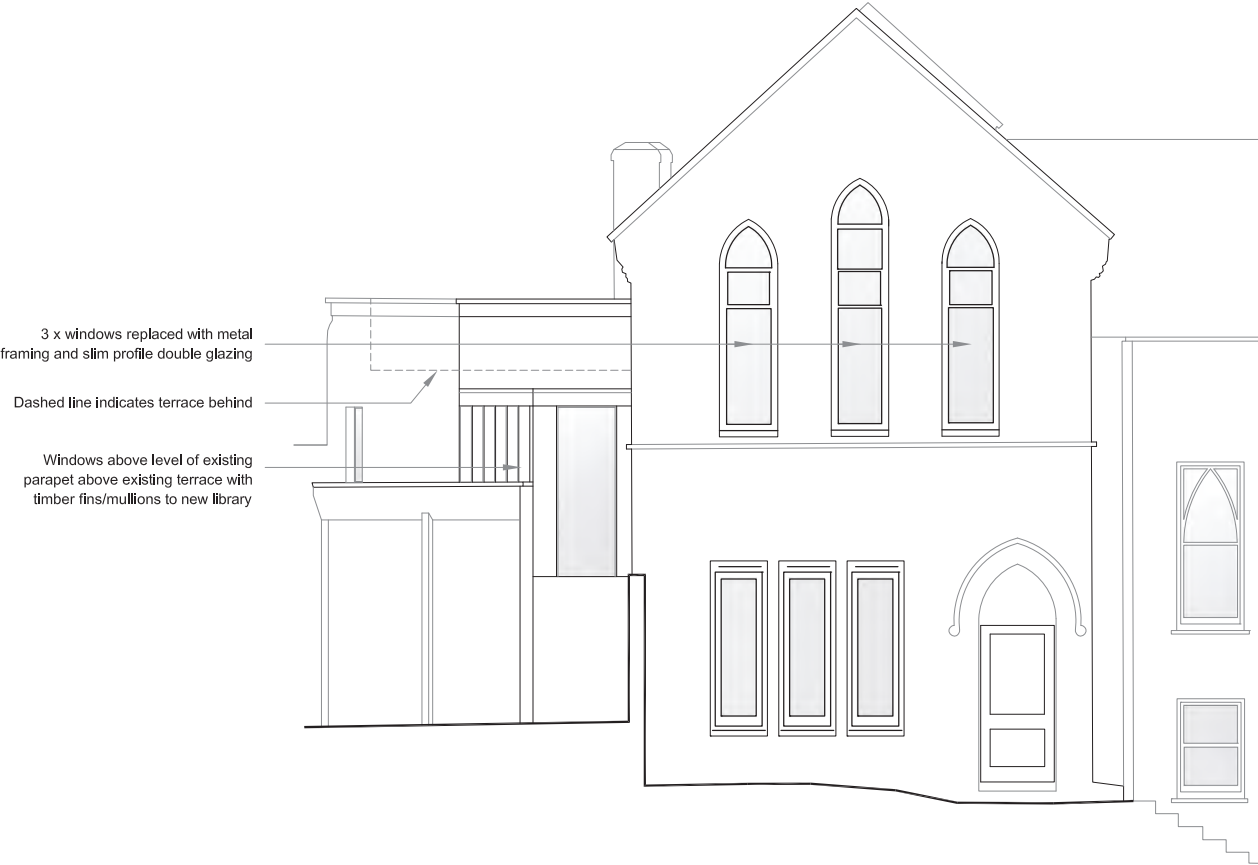 3 x windows replaced with metal
framing and slim profile double glazing
Dashed line indicates terrace behind
Windows above level of existing
parapet above existing terrace with
timber fins/mullions to new library